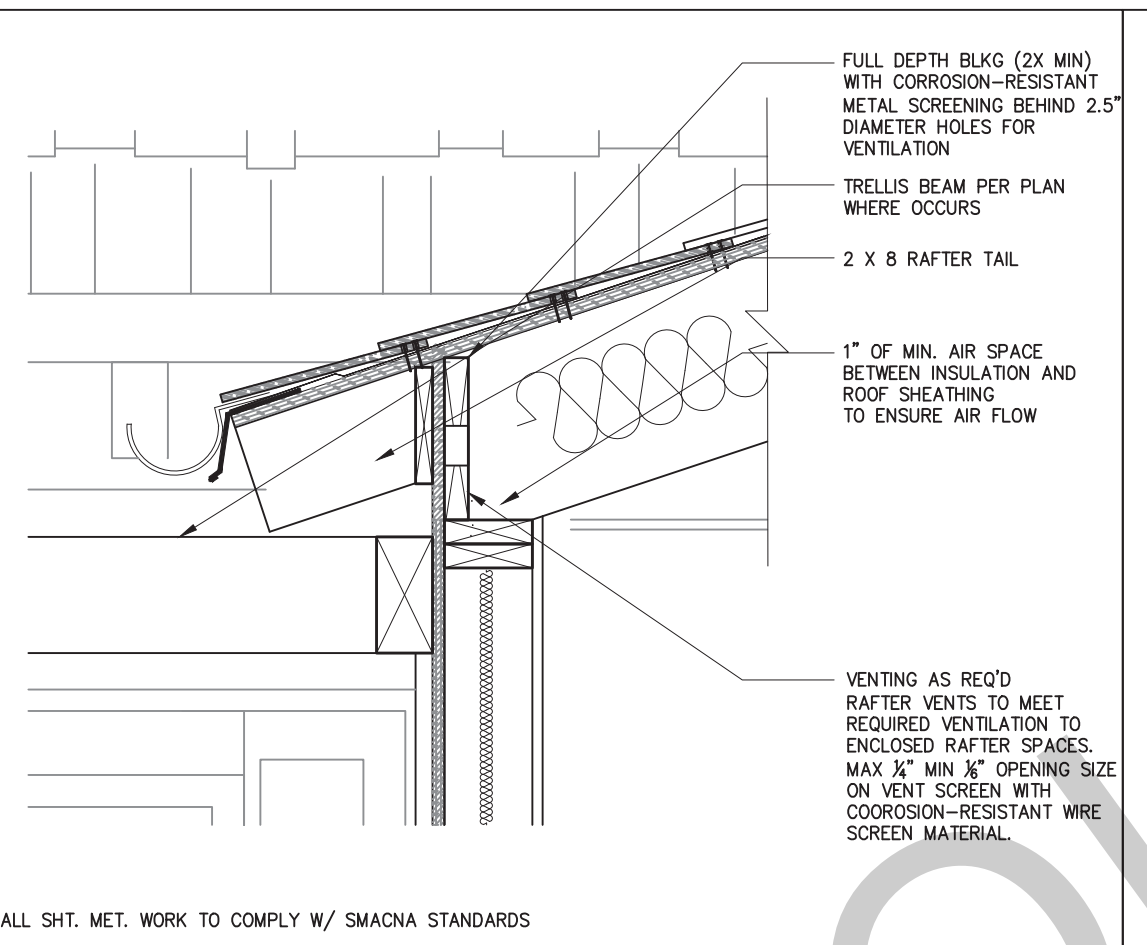 FULL DEPTH BLKG (2X MIN)
WITH CORROSION-RESISTANT
METAL SCREENING BEHIND 2.5"
DIAMETER HOLES FOR
VENTILATION
TRELLIS BEAM PER PLAN
WHERE OCCURS
2 X 8 RAFTER TAIL
1" OF MIN. AIR SPACE
BETWEEN INSULATION AND
ROOF SHEATHING
TO ENSURE AIR FLOW
VENTING AS REQ'D
RAFTER VENTS TO MEET
REQUIRED VENTILATION TO
ENCLOSED RAFTER SPACES.
MAX ¼" MIN ⅙" OPENING SIZE
ON VENT SCREEN WITH
COOROSION-RESISTANT WIRE
SCREEN MATERIAL.
ALL SHT. MET. WORK TO COMPLY W/ SMACNA STANDARDS